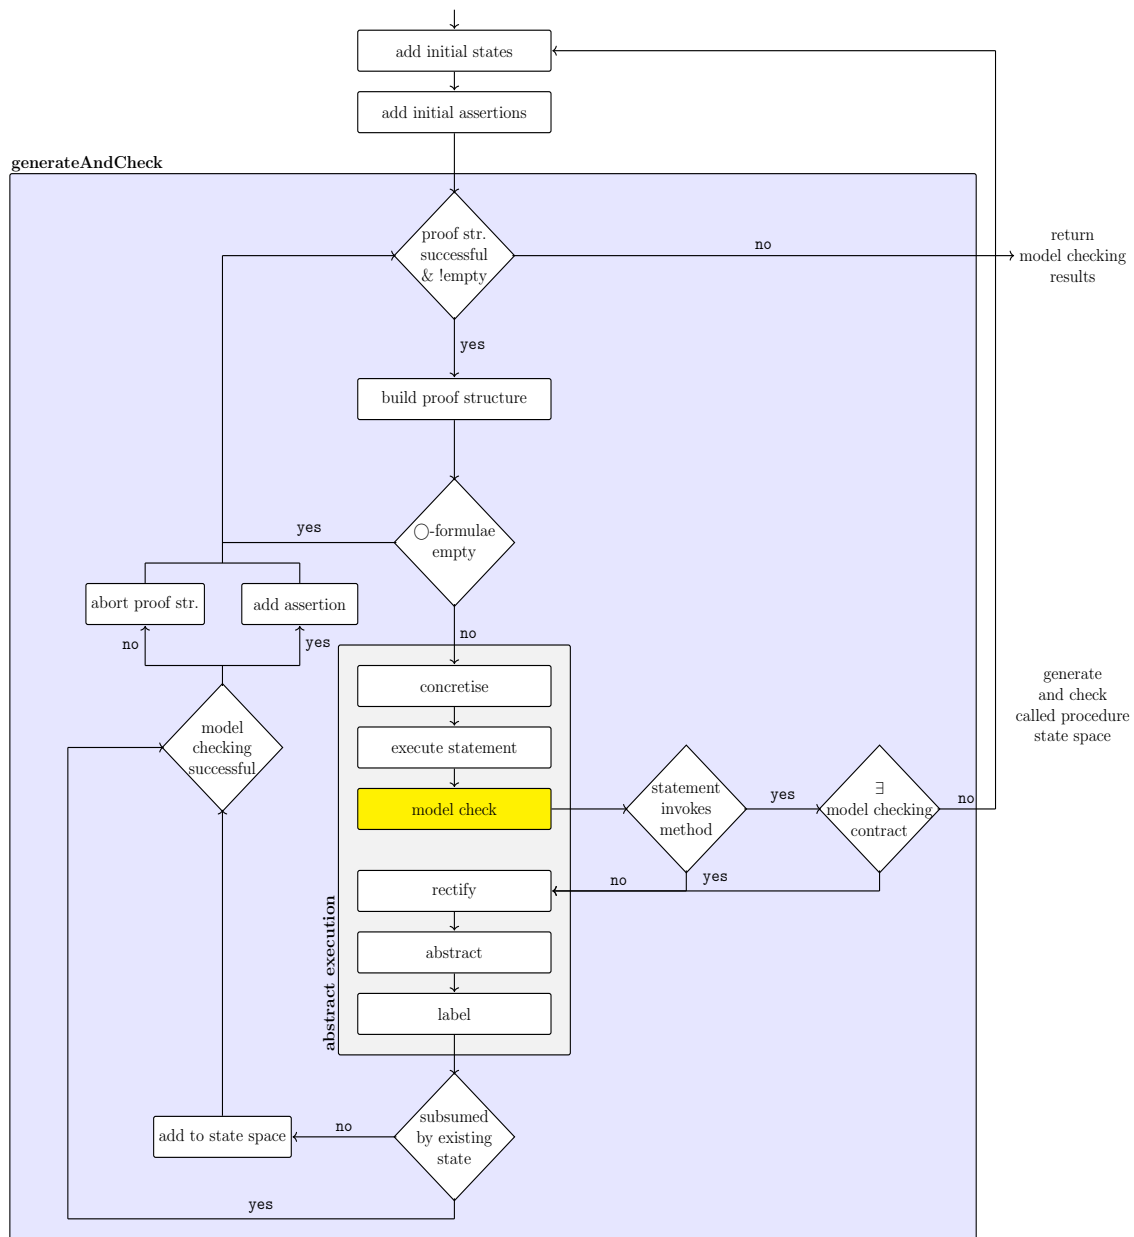 add initial states
add initial assertions
generateAndCheck
proof str.
successful
& !empty
no
return
model checking
results
yes
build proof structure
yes
◯-formulae
empty
abort proof str.
add assertion
no
yes
no
concretise
generate
and check
called procedure
state space
model
checking
successful
execute statement
model check
statement
invokes
method
yes
∃
model checking
contract
no
rectify
no
yes
abstract execution
abstract
label
add to state space
no
subsumed
by existing
state
yes